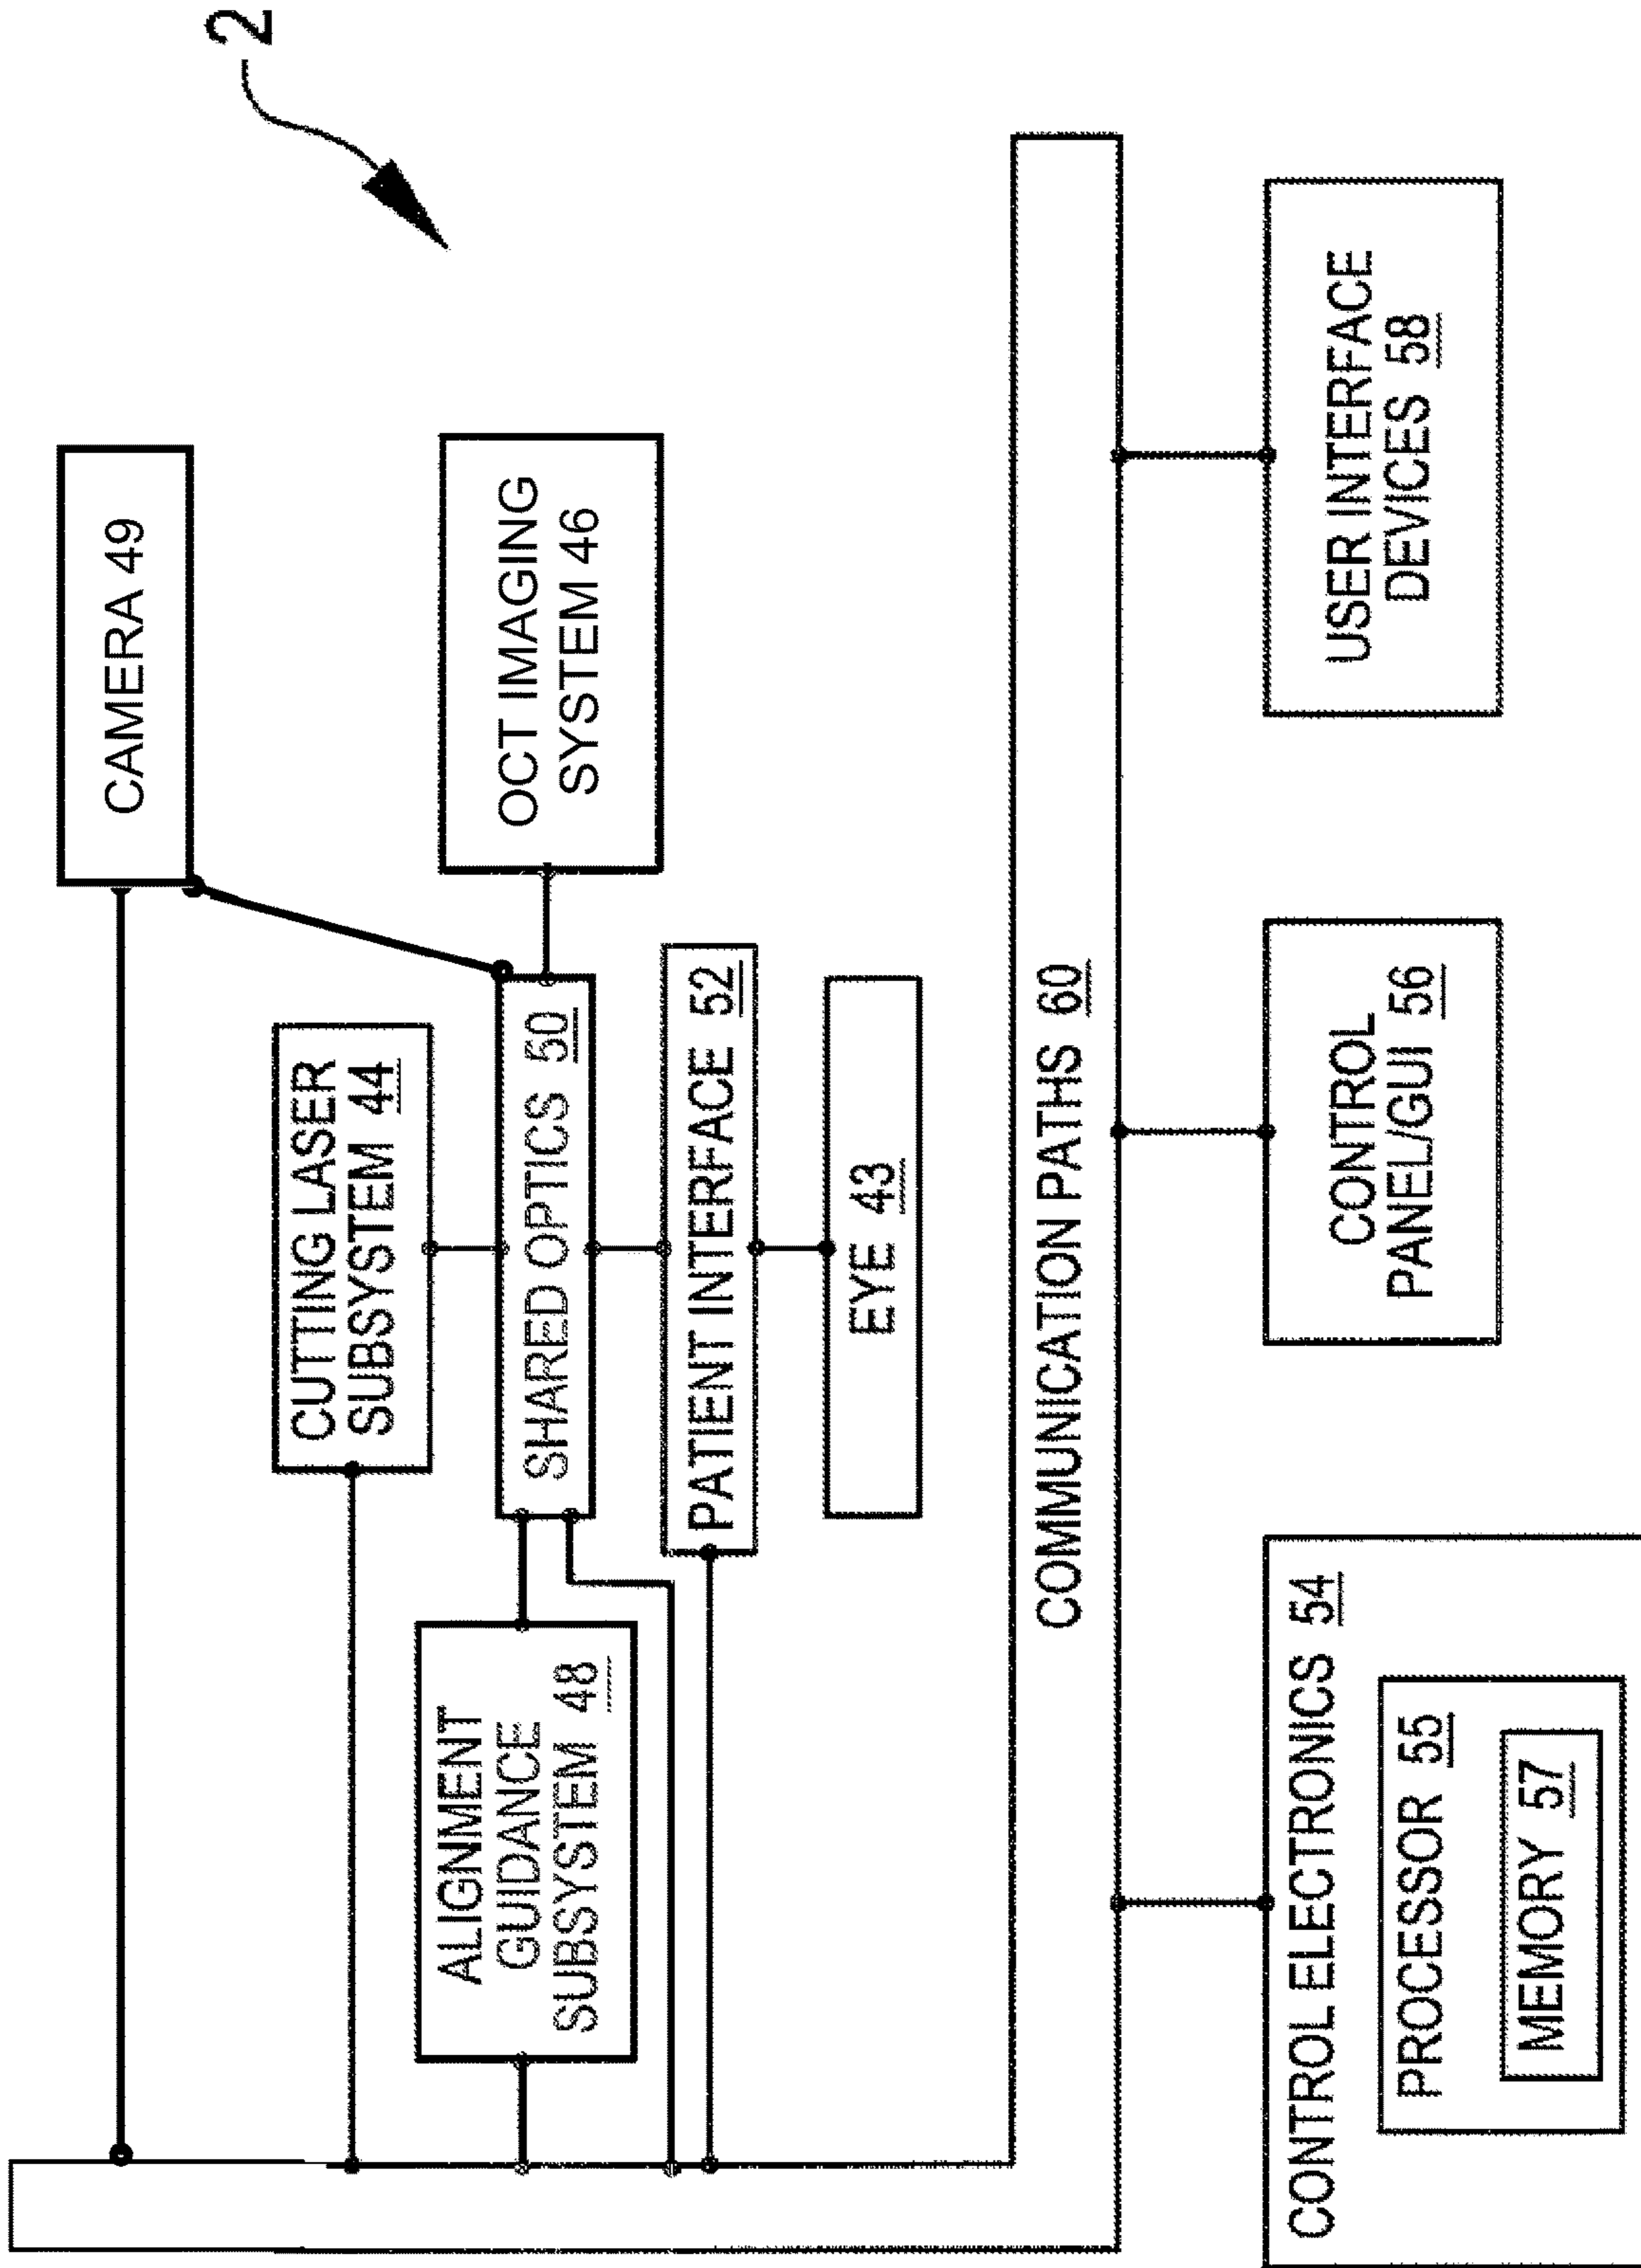 2
CAMERA 49
CUTTING LASER
SUBSYSTEM 44
OCT IMAGING
SYSTEM 46
ALIGNMENT
GUIDANCE
SUBSYSTEM 48
SHARED OPTICS 50
PATIENT INTERFACE 52
EYE 43
COMMUNICATION PATHS 60
CONTROL ELECTRONICS 54
PROCESSOR 55
MEMORY 57
CONTROL
PANEL/GUI 56
USER INTERFACE
DEVICES 58